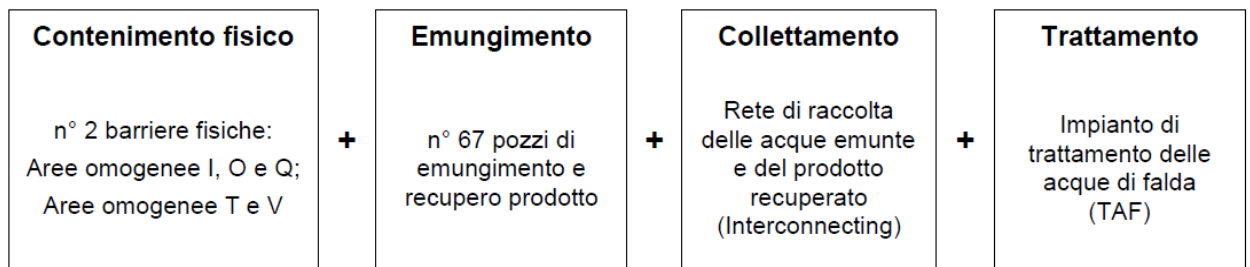 Contenimento fisico
n° 2 barriere fisiche:
Aree omogenee I, O e Q;
Aree omogenee T e V
+
Emungimento
n° 67 pozzi di
emungimento e
recupero prodotto
+
Collettamento
Rete di raccolta
delle acque emunte
e del prodotto
recuperato
(Interconnecting)
+
Trattamento
Impianto di
trattamento delle
acque di falda
(TAF)